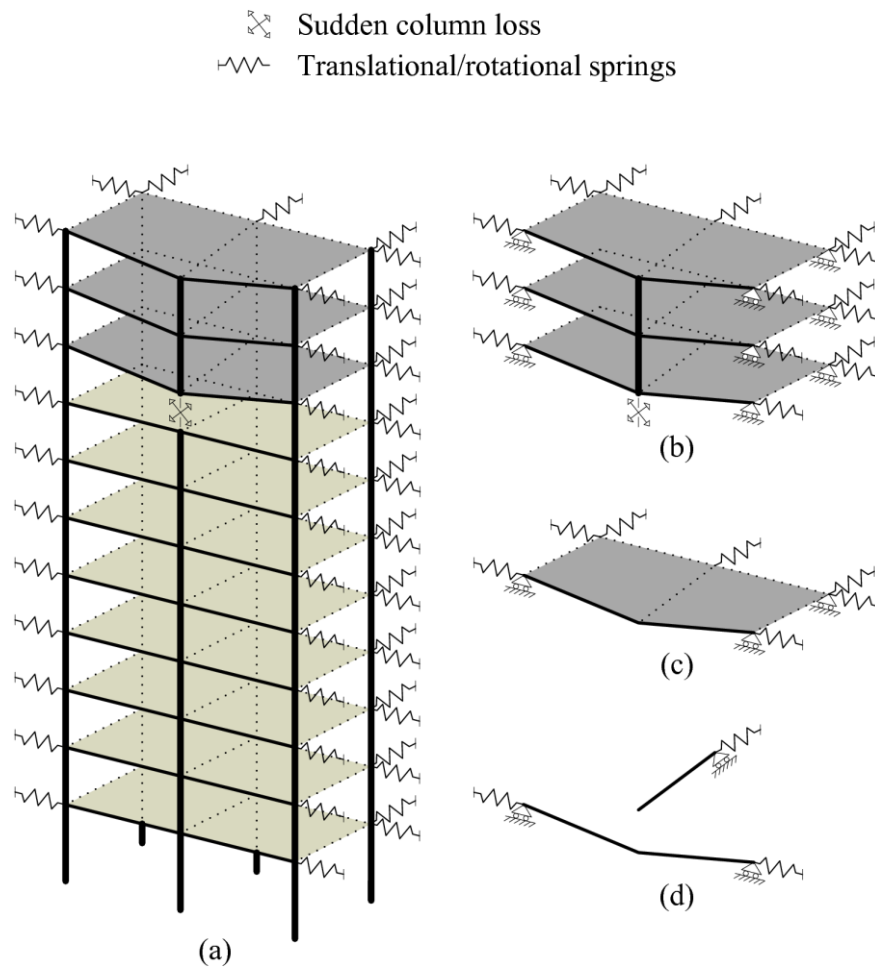 Sudden column loss
Translational/rotational springs
(a)
(b)
(c)
(d)